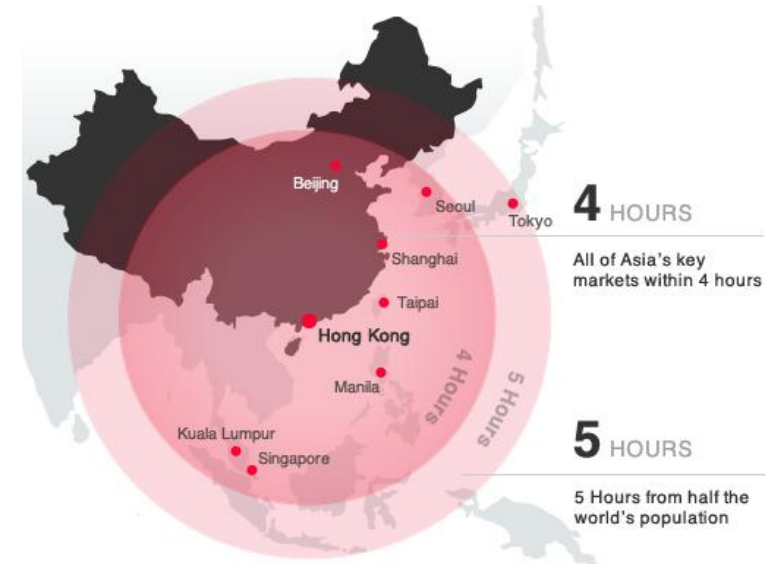 Beijing
Seoul
Tokyo
Shanghai
Taipai
Hong Kong
Manila
Kuala Lumpur
Singapore
4 Hours
5 Hours
4 HOURS
All of Asia's key
markets within 4 hours
5 HOURS
5 Hours from half the
world's population